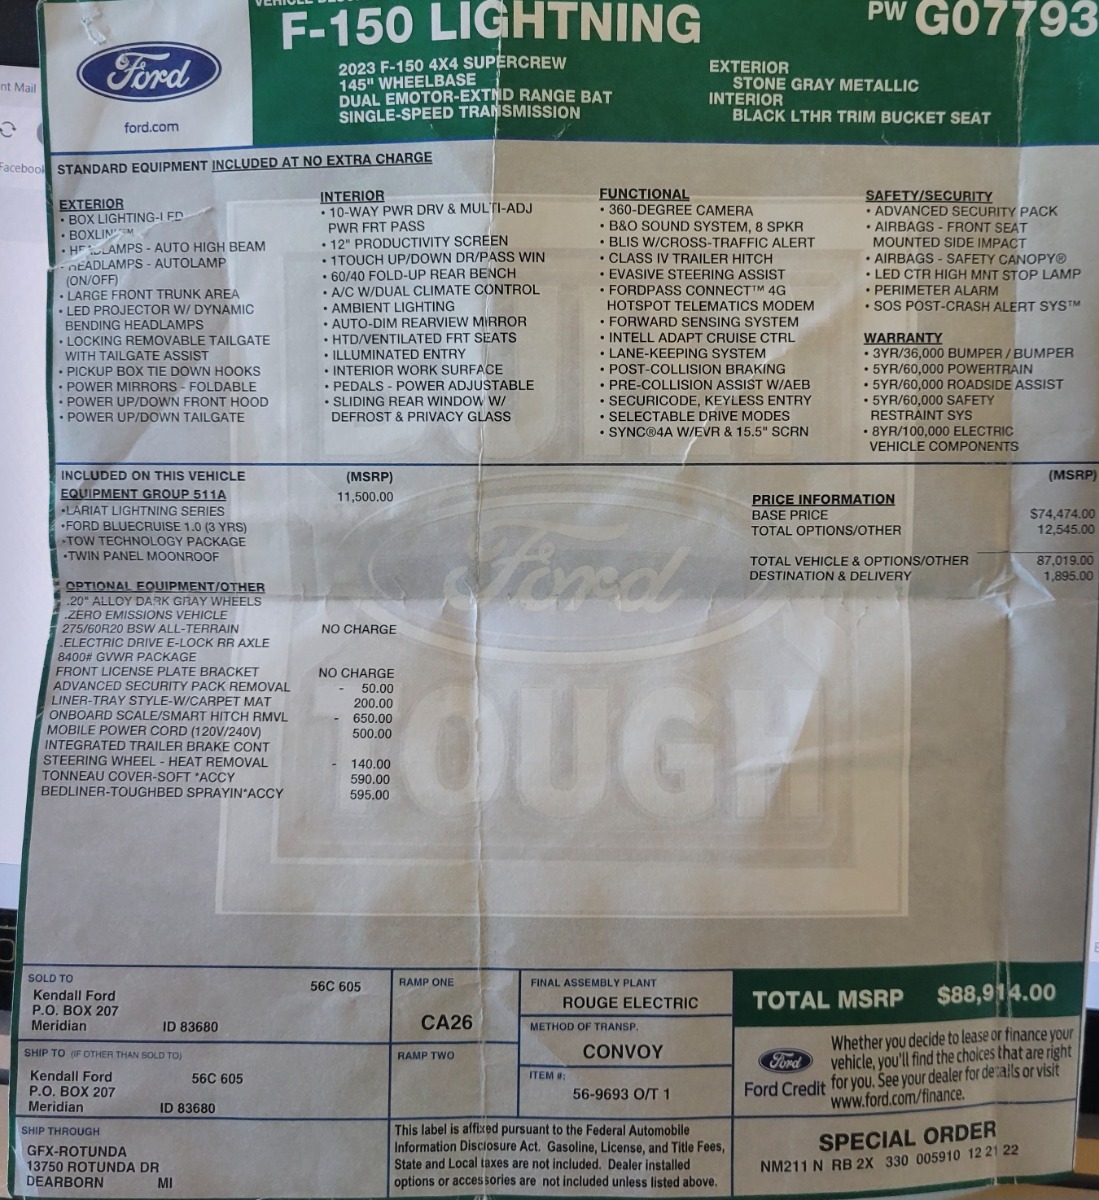 nt Mail
Facebook
Ford
ford.com
F-150 LIGHTNING
PW G07793
2023 F-150 4X4 SUPERCREW
145" WHEELBASE
DUAL EMOTOR-EXTND RANGE BAT
SINGLE-SPEED TRANSMISSION
EXTERIOR
STONE GRAY METALLIC
INTERIOR
BLACK LTHR TRIM BUCKET SEAT
STANDARD EQUIPMENT INCLUDED AT NO EXTRA CHARGE
EXTERIOR
• BOX LIGHTING-LED
• BOXLINK™
• HEADLAMPS - AUTO HIGH BEAM
• HEADLAMPS - AUTOLAMP
(ON/OFF)
• LARGE FRONT TRUNK AREA
• LED PROJECTOR W/ DYNAMIC
BENDING HEADLAMPS
• LOCKING REMOVABLE TAILGATE
WITH TAILGATE ASSIST
• PICKUP BOX TIE DOWN HOOKS
• POWER MIRRORS - FOLDABLE
• POWER UP/DOWN FRONT HOOD
• POWER UP/DOWN TAILGATE
INTERIOR
• 10-WAY PWR DRV & MULTI-ADJ
PWR FRT PASS
• 12" PRODUCTIVITY SCREEN
• 1TOUCH UP/DOWN DR/PASS WIN
• 60/40 FOLD-UP REAR BENCH
• A/C W/DUAL CLIMATE CONTROL
• AMBIENT LIGHTING
• AUTO-DIM REARVIEW MIRROR
• HTD/VENTILATED FRT SEATS
• ILLUMINATED ENTRY
• INTERIOR WORK SURFACE
• PEDALS - POWER ADJUSTABLE
• SLIDING REAR WINDOW W/
DEFROST & PRIVACY GLASS
FUNCTIONAL
• 360-DEGREE CAMERA
• B&O SOUND SYSTEM, 8 SPKR
• BLIS W/CROSS-TRAFFIC ALERT
• CLASS IV TRAILER HITCH
• EVASIVE STEERING ASSIST
• FORDPASS CONNECT™ 4G
HOTSPOT TELEMATICS MODEM
• FORWARD SENSING SYSTEM
• INTELL ADAPT CRUISE CTRL
• LANE-KEEPING SYSTEM
• POST-COLLISION BRAKING
• PRE-COLLISION ASSIST W/AEB
• SECURICODE, KEYLESS ENTRY
• SELECTABLE DRIVE MODES
• SYNC®4A W/EVR & 15.5" SCRN
SAFETY/SECURITY
• ADVANCED SECURITY PACK
• AIRBAGS - FRONT SEAT
MOUNTED SIDE IMPACT
• AIRBAGS - SAFETY CANOPY®
• LED CTR HIGH MNT STOP LAMP
• PERIMETER ALARM
• SOS POST-CRASH ALERT SYS™
WARRANTY
• 3YR/36,000 BUMPER / BUMPER
• 5YR/60,000 POWERTRAIN
• 5YR/60,000 ROADSIDE ASSIST
• 5YR/60,000 SAFETY
RESTRAINT SYS
• 8YR/100,000 ELECTRIC
VEHICLE COMPONENTS
INCLUDED ON THIS VEHICLE (MSRP)
EQUIPMENT GROUP 511A 11,500.00
•LARIAT LIGHTNING SERIES
•FORD BLUECRUISE 1.0 (3 YRS)
•TOW TECHNOLOGY PACKAGE
•TWIN PANEL MOONROOF
OPTIONAL EQUIPMENT/OTHER
.20" ALLOY DARK GRAY WHEELS
.ZERO EMISSIONS VEHICLE
275/60R20 BSW ALL-TERRAIN NO CHARGE
.ELECTRIC DRIVE E-LOCK RR AXLE
8400# GVWR PACKAGE
FRONT LICENSE PLATE BRACKET NO CHARGE
ADVANCED SECURITY PACK REMOVAL - 50.00
LINER-TRAY STYLE-W/CARPET MAT 200.00
ONBOARD SCALE/SMART HITCH RMVL - 650.00
MOBILE POWER CORD (120V/240V) 500.00
INTEGRATED TRAILER BRAKE CONT
STEERING WHEEL - HEAT REMOVAL - 140.00
TONNEAU COVER-SOFT *ACCY 590.00
BEDLINER-TOUGHBED SPRAYIN*ACCY 595.00
(MSRP)
PRICE INFORMATION
BASE PRICE $74,474.00
TOTAL OPTIONS/OTHER 12,545.00
TOTAL VEHICLE & OPTIONS/OTHER 87,019.00
DESTINATION & DELIVERY 1,895.00
BUILT
Ford
TOUGH
SOLD TO 56C 605
Kendall Ford
P.O. BOX 207
Meridian ID 83680
SHIP TO (IF OTHER THAN SOLD TO)
Kendall Ford 56C 605
P.O. BOX 207
Meridian ID 83680
SHIP THROUGH
GFX-ROTUNDA
13750 ROTUNDA DR
DEARBORN MI
RAMP ONE
CA26
RAMP TWO
FINAL ASSEMBLY PLANT
ROUGE ELECTRIC
METHOD OF TRANSP.
CONVOY
ITEM #:
56-9693 O/T 1
This label is affixed pursuant to the Federal Automobile
Information Disclosure Act. Gasoline, License, and Title Fees,
State and Local taxes are not included. Dealer installed
options or accessories are not included unless listed above.
TOTAL MSRP $88,914.00
Ford
Ford Credit
Whether you decide to lease or finance your
vehicle, you'll find the choices that are right
for you. See your dealer for details or visit
www.ford.com/finance.
SPECIAL ORDER
NM211 N RB 2X 330 005910 12 21 22